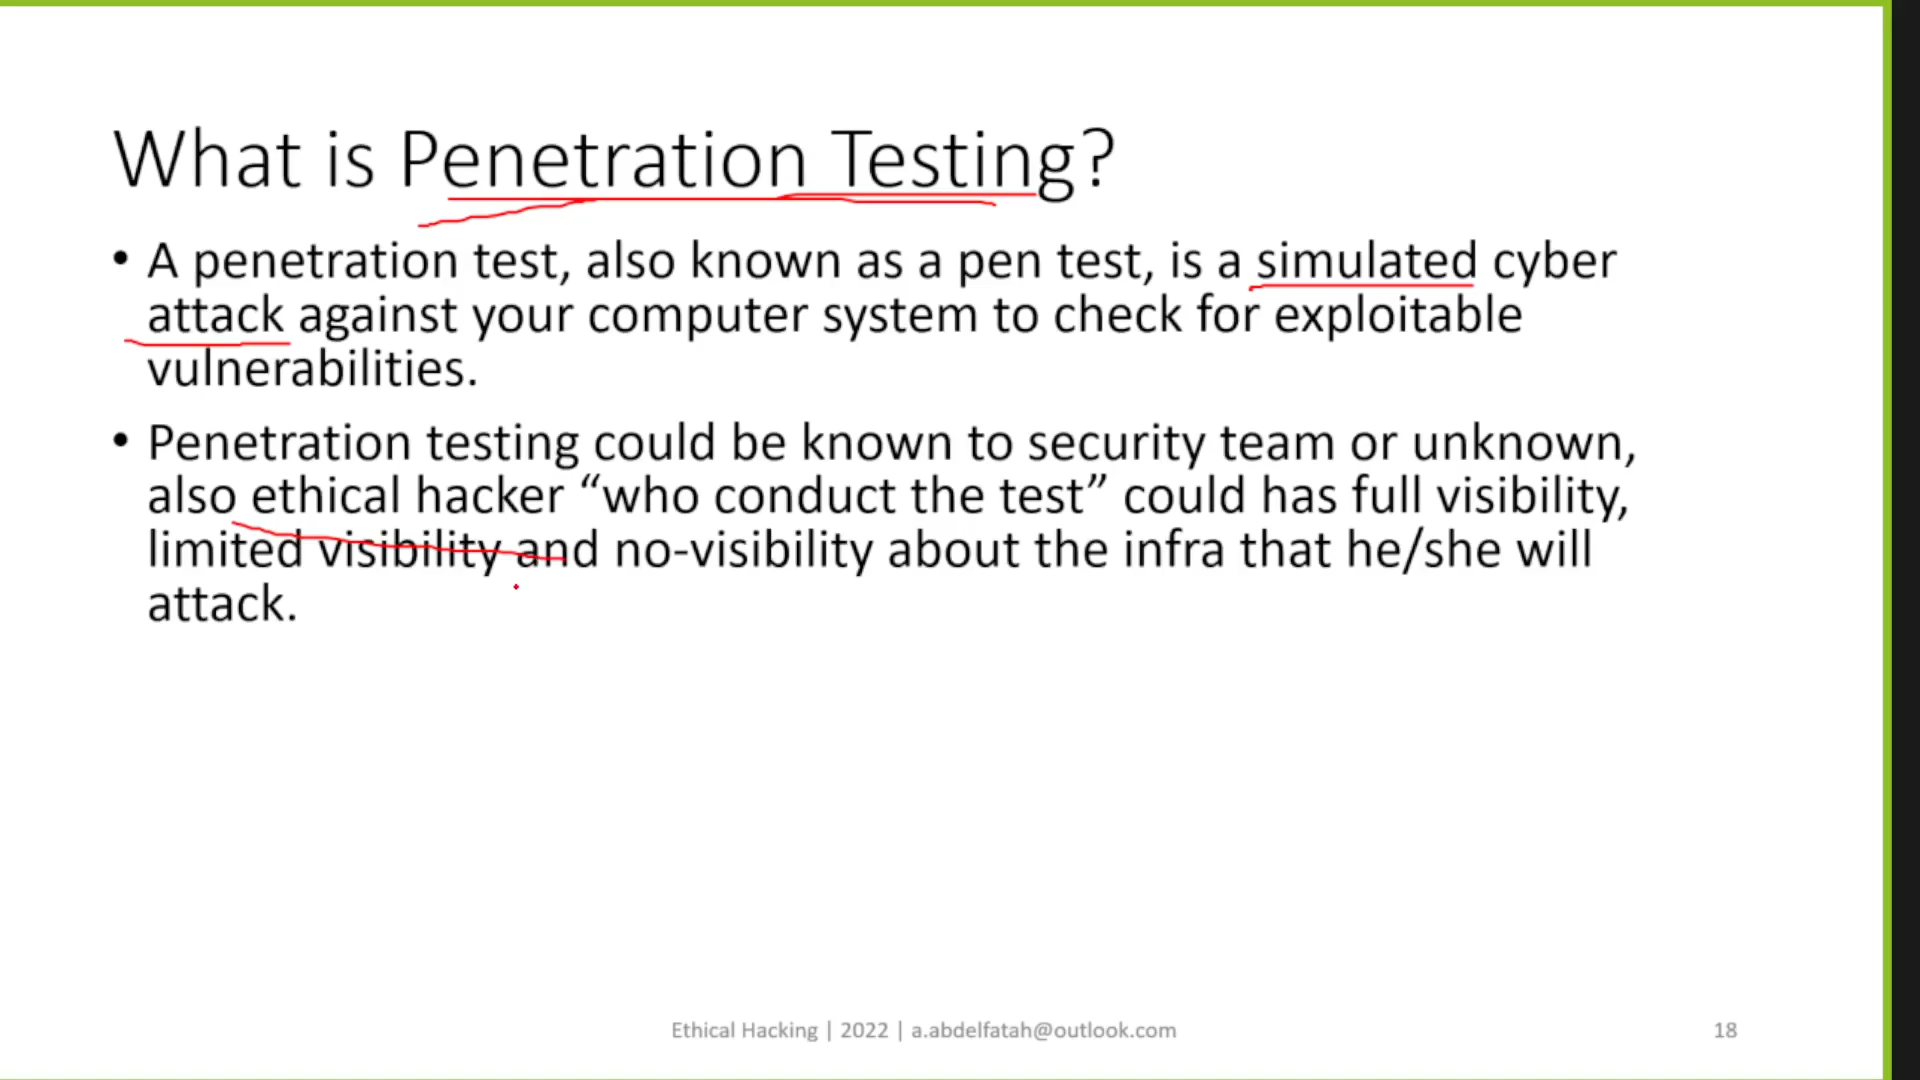 What is Penetration Testing?
• A penetration test, also known as a pen test, is a simulated cyber
attack against your computer system to check for exploitable
vulnerabilities.
• Penetration testing could be known to security team or unknown,
also ethical hacker “who conduct the test” could has full visibility,
limited visibility and no-visibility about the infra that he/she will
attack.
Ethical Hacking | 2022 | a.abdelfatah@outlook.com
18